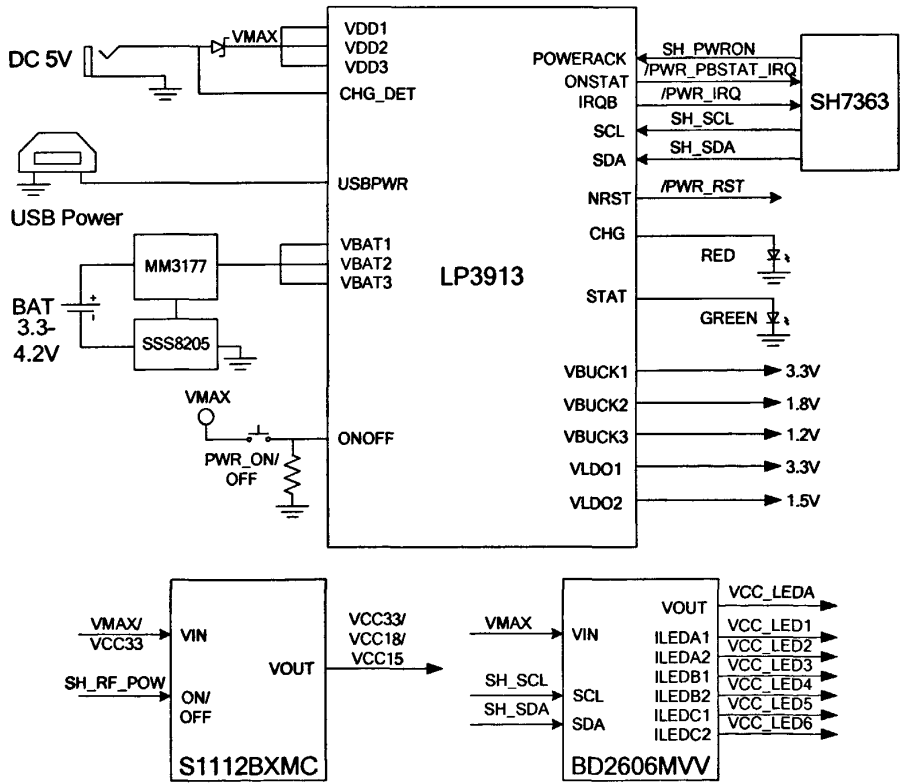 DC 5V
VMAX
VDD1
VDD2
VDD3
CHG_DET
USB Power
USBPWR
BAT
3.3-
4.2V
MM3177
SSS8205
VBAT1
VBAT2
VBAT3
VMAX
PWR_ON/
OFF
ONOFF
LP3913
POWERACK
ONSTAT
IRQB
SCL
SDA
NRST
CHG
STAT
VBUCK1
VBUCK2
VBUCK3
VLDO1
VLDO2
SH_PWRON
/PWR_PBSTAT_IRQ
/PWR_IRQ
SH_SCL
SH_SDA
SH7363
/PWR_RST
RED
GREEN
3.3V
1.8V
1.2V
3.3V
1.5V
VMAX/
VCC33
SH_RF_POW
VIN
ON/
OFF
VOUT
S1112BXMC
VCC33/
VCC18/
VCC15
VMAX
SH_SCL
SH_SDA
VIN
SCL
SDA
VOUT
ILEDA1
ILEDA2
ILEDB1
ILEDB2
ILEDC1
ILEDC2
BD2606MVV
VCC_LEDA
VCC_LED1
VCC_LED2
VCC_LED3
VCC_LED4
VCC_LED5
VCC_LED6